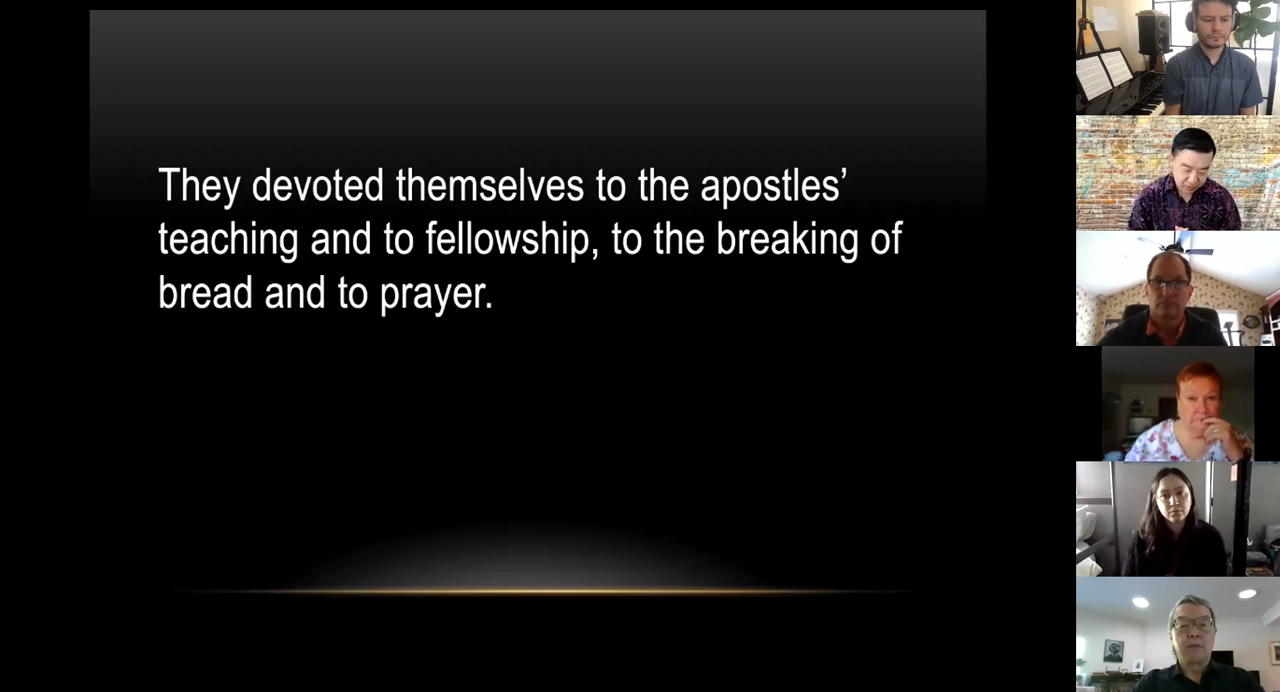 They devoted themselves to the apostles’
teaching and to fellowship, to the breaking of
bread and to prayer.